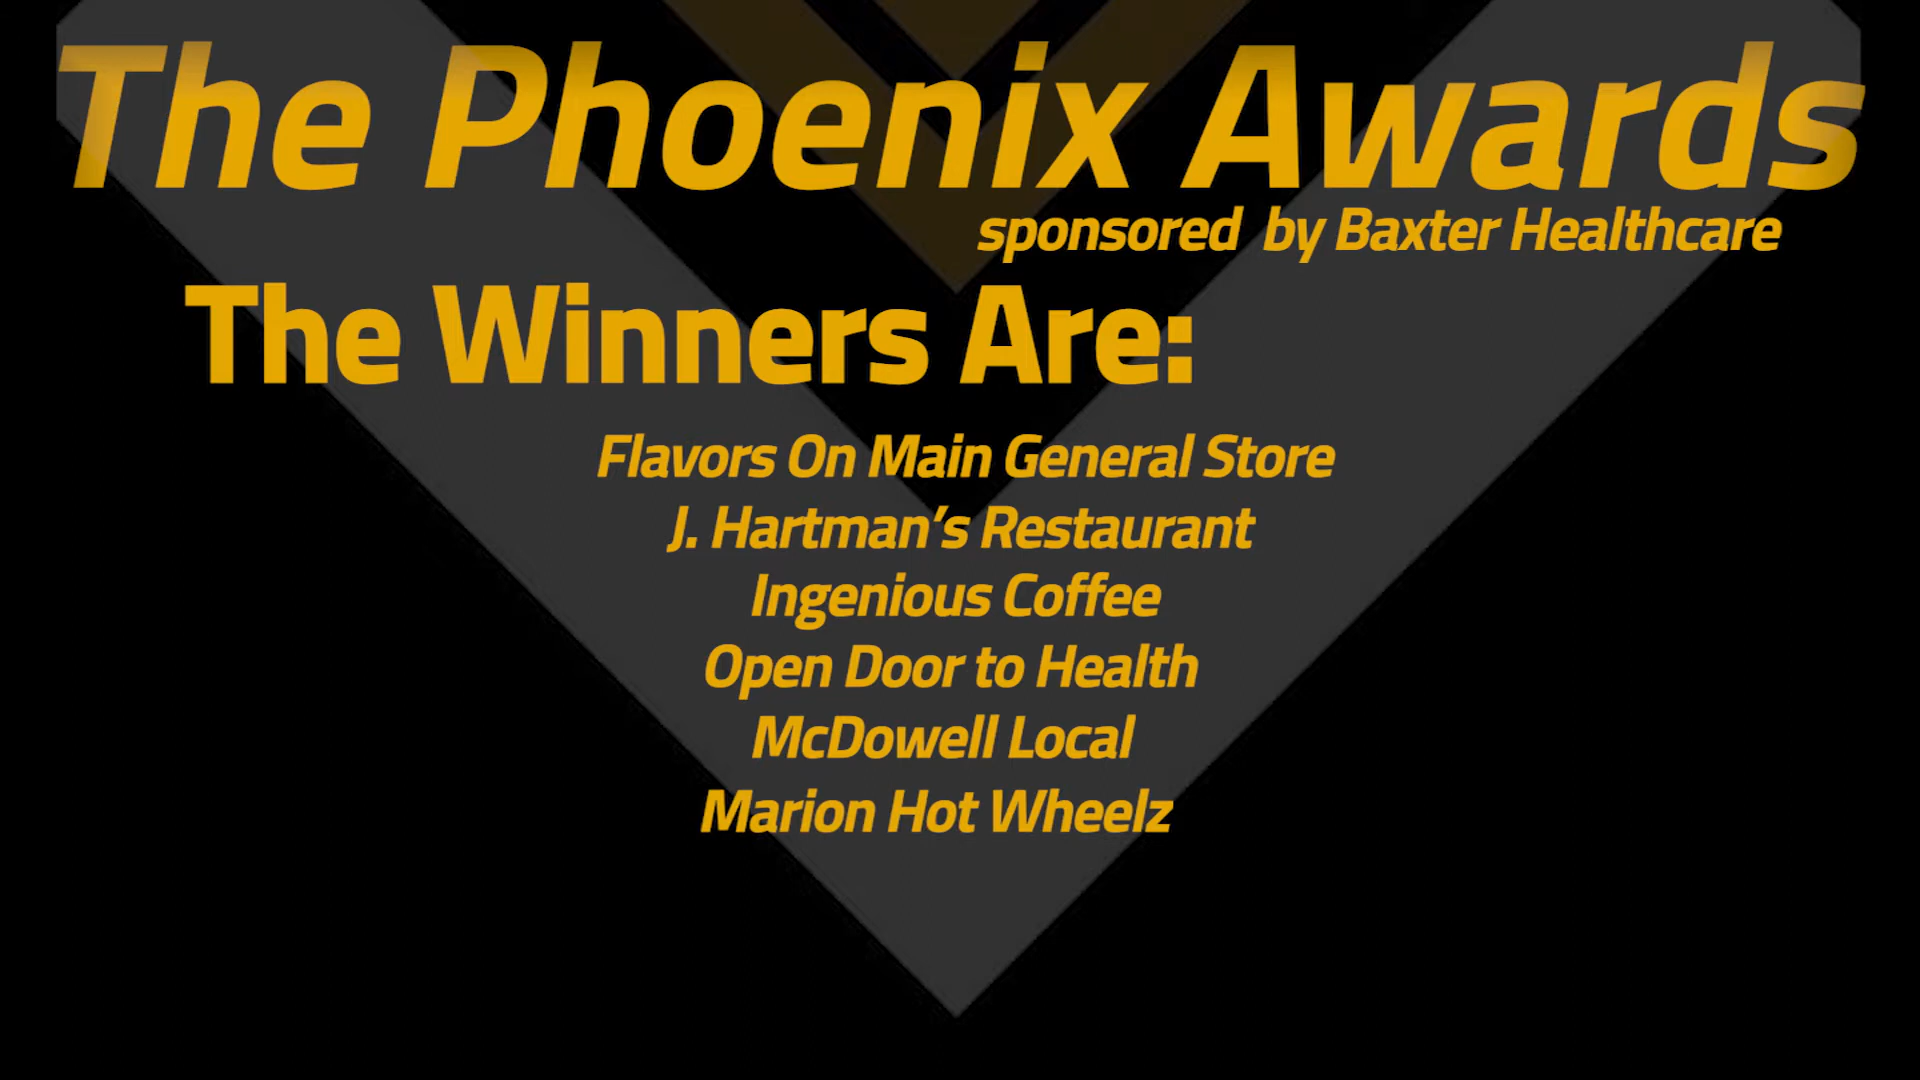 The Phoenix Awards
sponsored by Baxter Healthcare
The Winners Are:
Flavors On Main General Store
J. Hartman’s Restaurant
Ingenious Coffee
Open Door to Health
McDowell Local
Marion Hot Wheelz